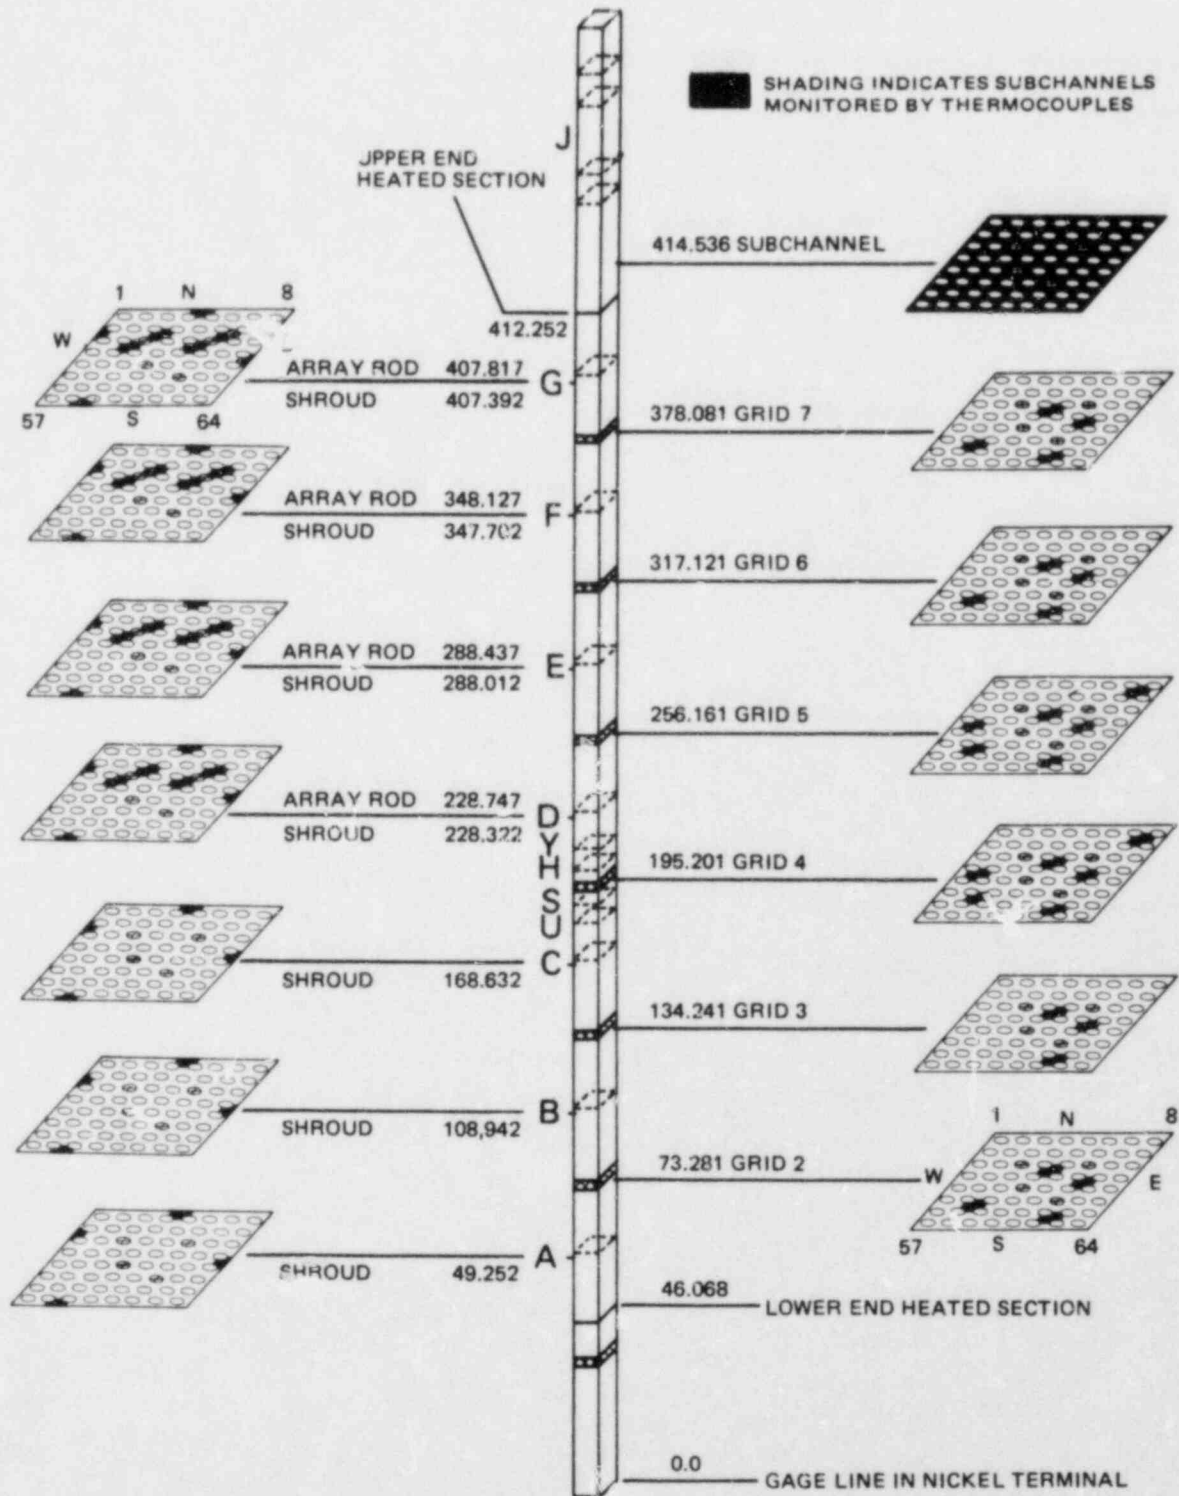 SHADING INDICATES SUBCHANNELS
MONITORED BY THERMOCOUPLES
J
JPPER END
HEATED SECTION
414.536 SUBCHANNEL
412.252
1 N 8
W
57 S 64
ARRAY ROD 407.817
SHROUD 407.392
G
378.081 GRID 7
ARRAY ROD 348.127
SHROUD 347.702
F
317.121 GRID 6
ARRAY ROD 288.437
SHROUD 288.012
E
256.161 GRID 5
ARRAY ROD 228.747
SHROUD 228.322
D
Y
H
195.201 GRID 4
S
U
C
SHROUD 168.632
134.241 GRID 3
B
SHROUD 108,942
73.281 GRID 2
1 N 8
W E
57 S 64
A
SHROUD 49.252
46.068
LOWER END HEATED SECTION
0.0
GAGE LINE IN NICKEL TERMINAL